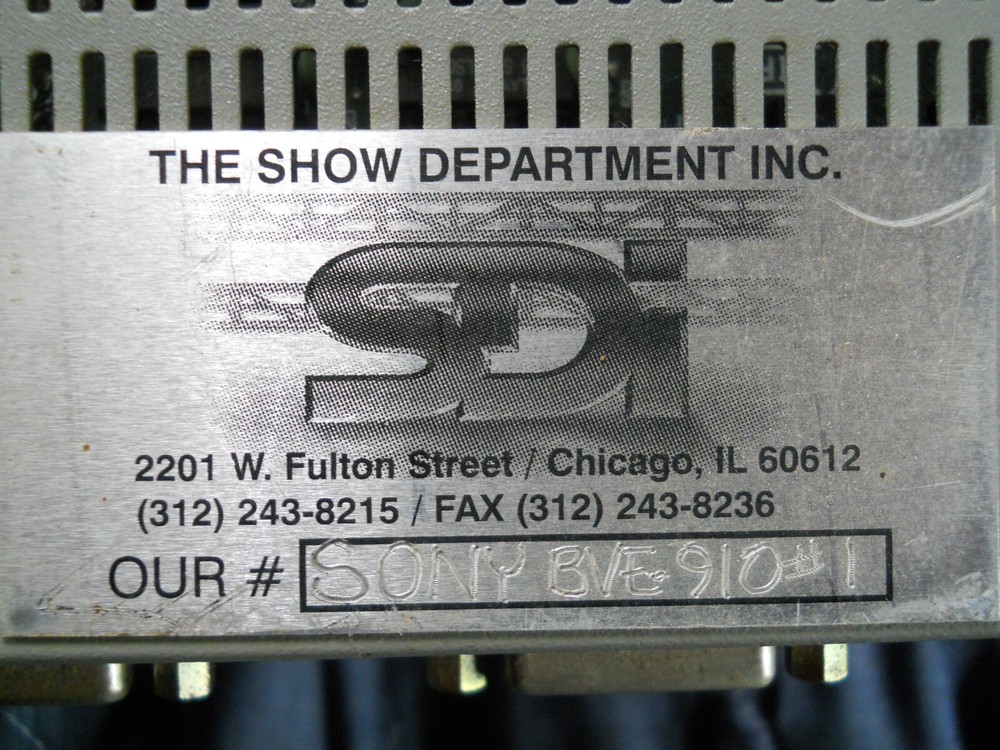 THE SHOW DEPARTMENT INC.
SDi
2201 W. Fulton Street / Chicago, IL 60612
(312) 243-8215 / FAX (312) 243-8236
OUR # SONY BVE-910 #1